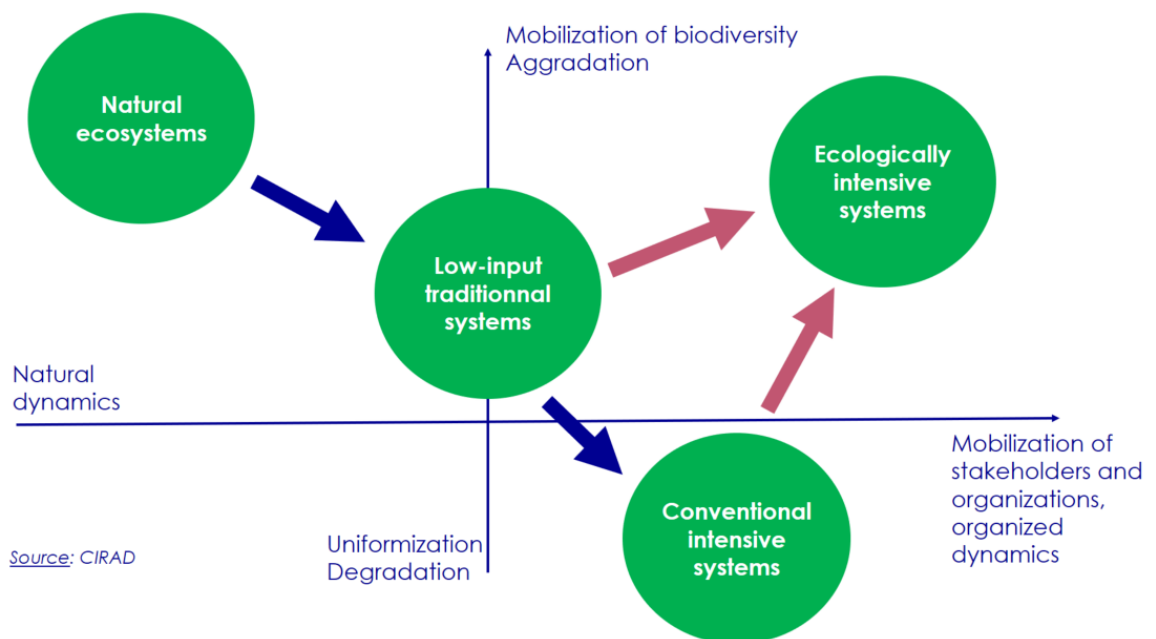 Mobilization of biodiversity
Aggradation
Natural
ecosystems
Ecologically
intensive
systems
Low-input
traditionnal
systems
Natural
dynamics
Mobilization of
stakeholders and
organizations,
organized
dynamics
Conventional
intensive
systems
Uniformization
Degradation
Source: CIRAD